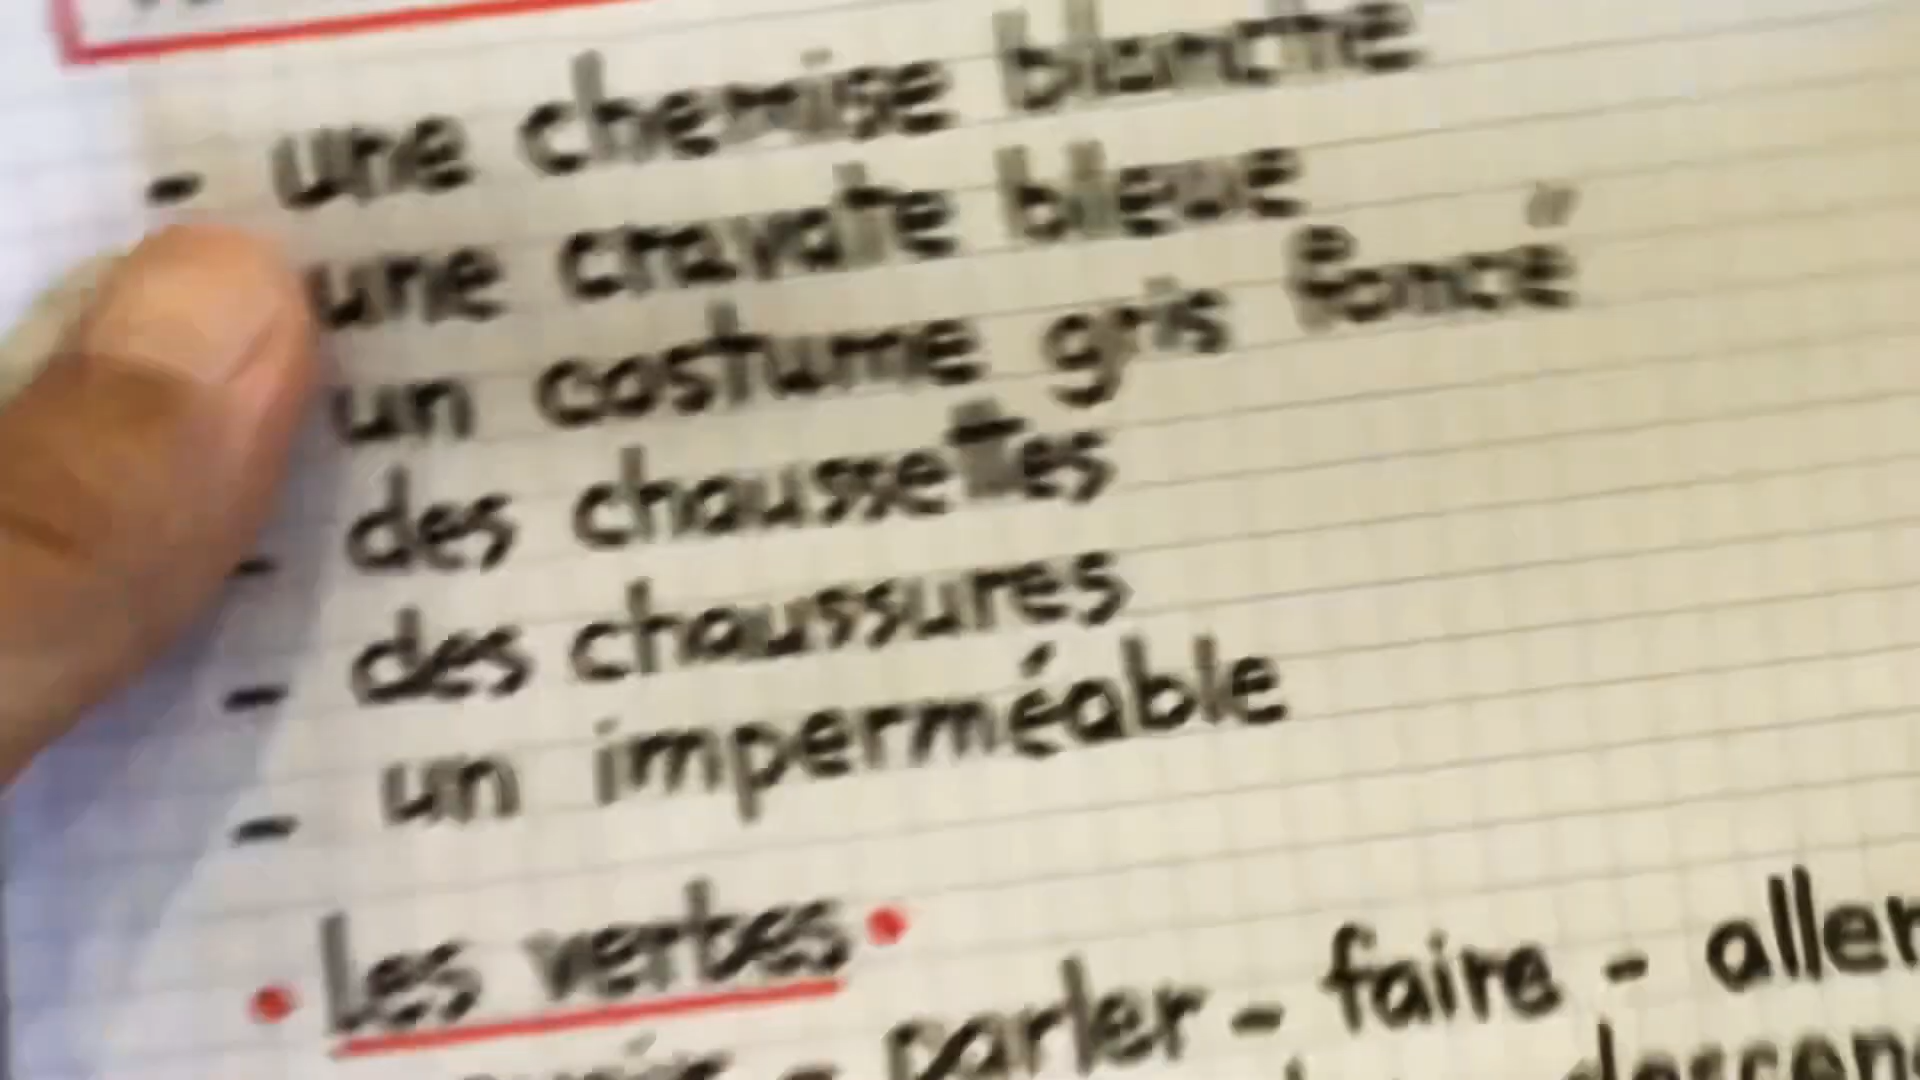 - une chemise blanche
une cravate bleue
un costume gris foncé
- des chaussettes
- des chaussures
- un imperméable
• Les verbes •
parler - faire - aller